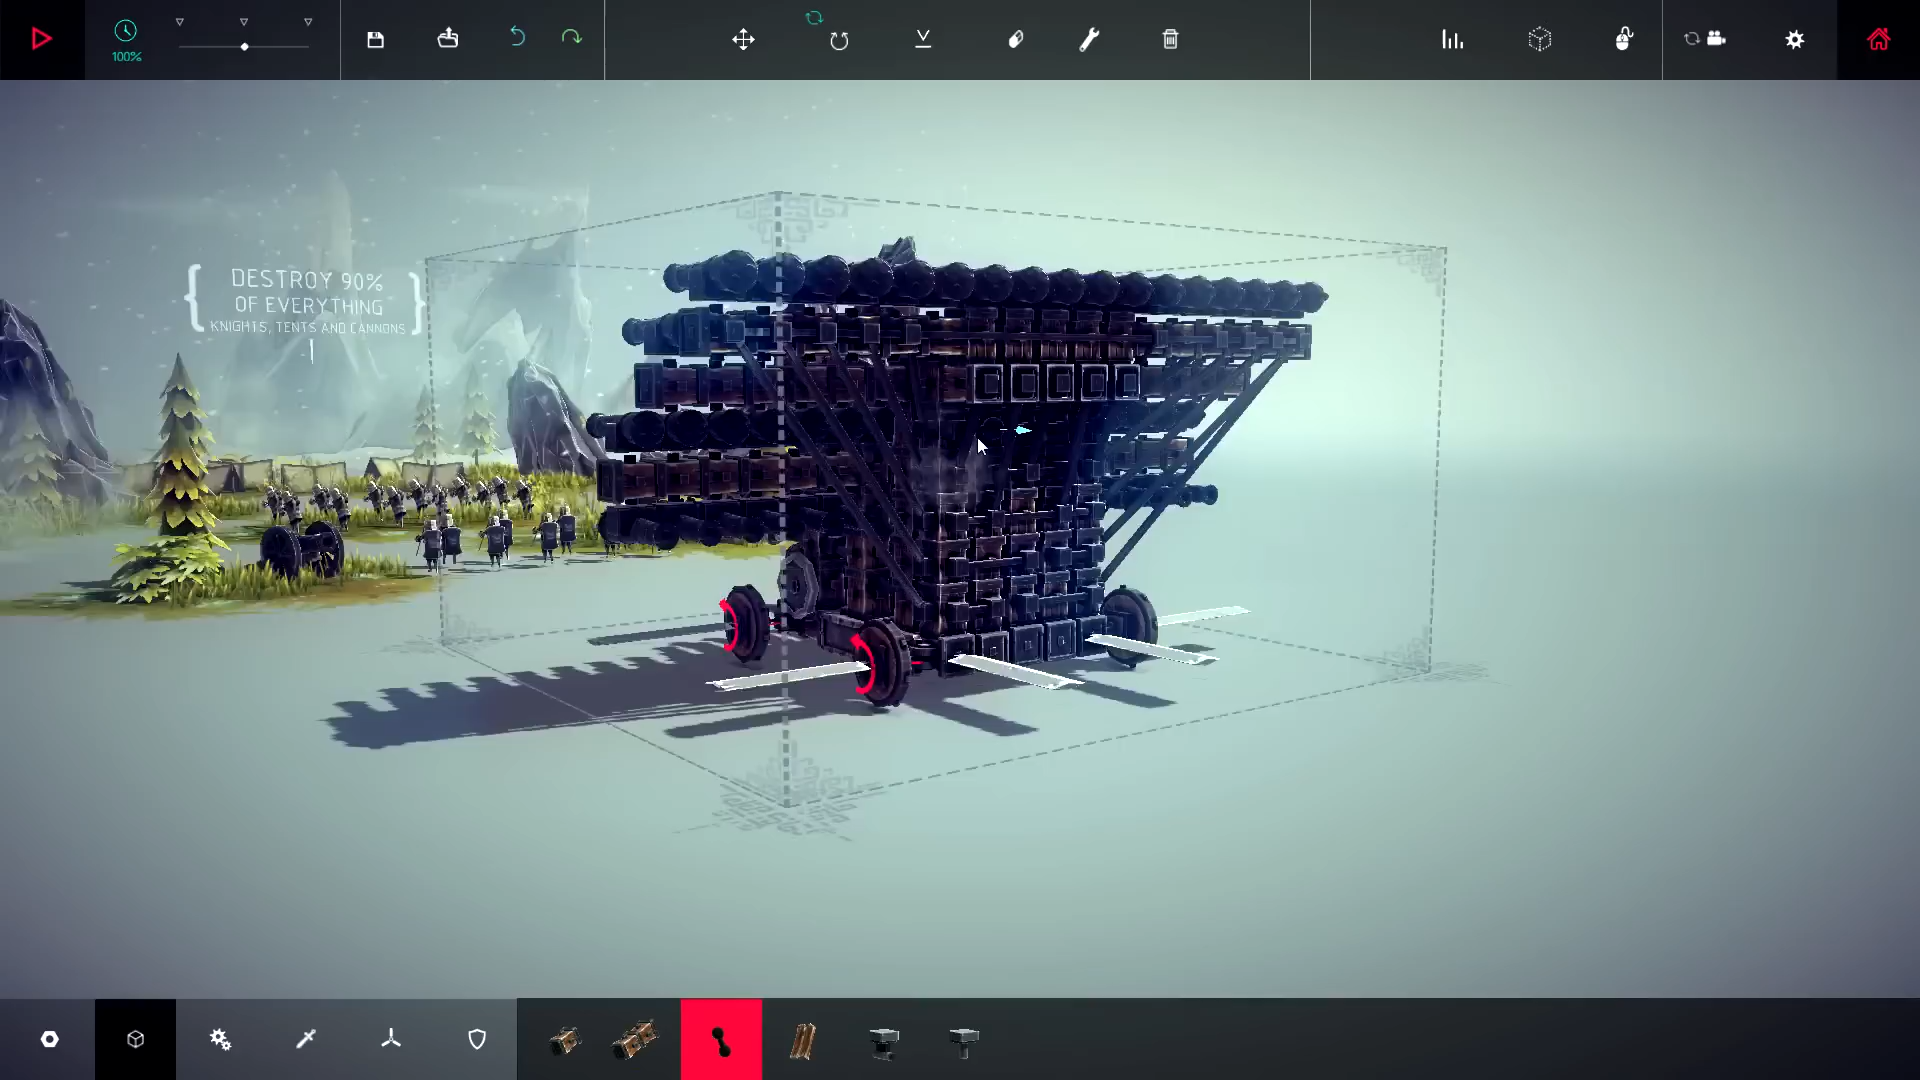 100%
DESTROY 90%
OF EVERYTHING
KNIGHTS, TENTS AND CANNONS